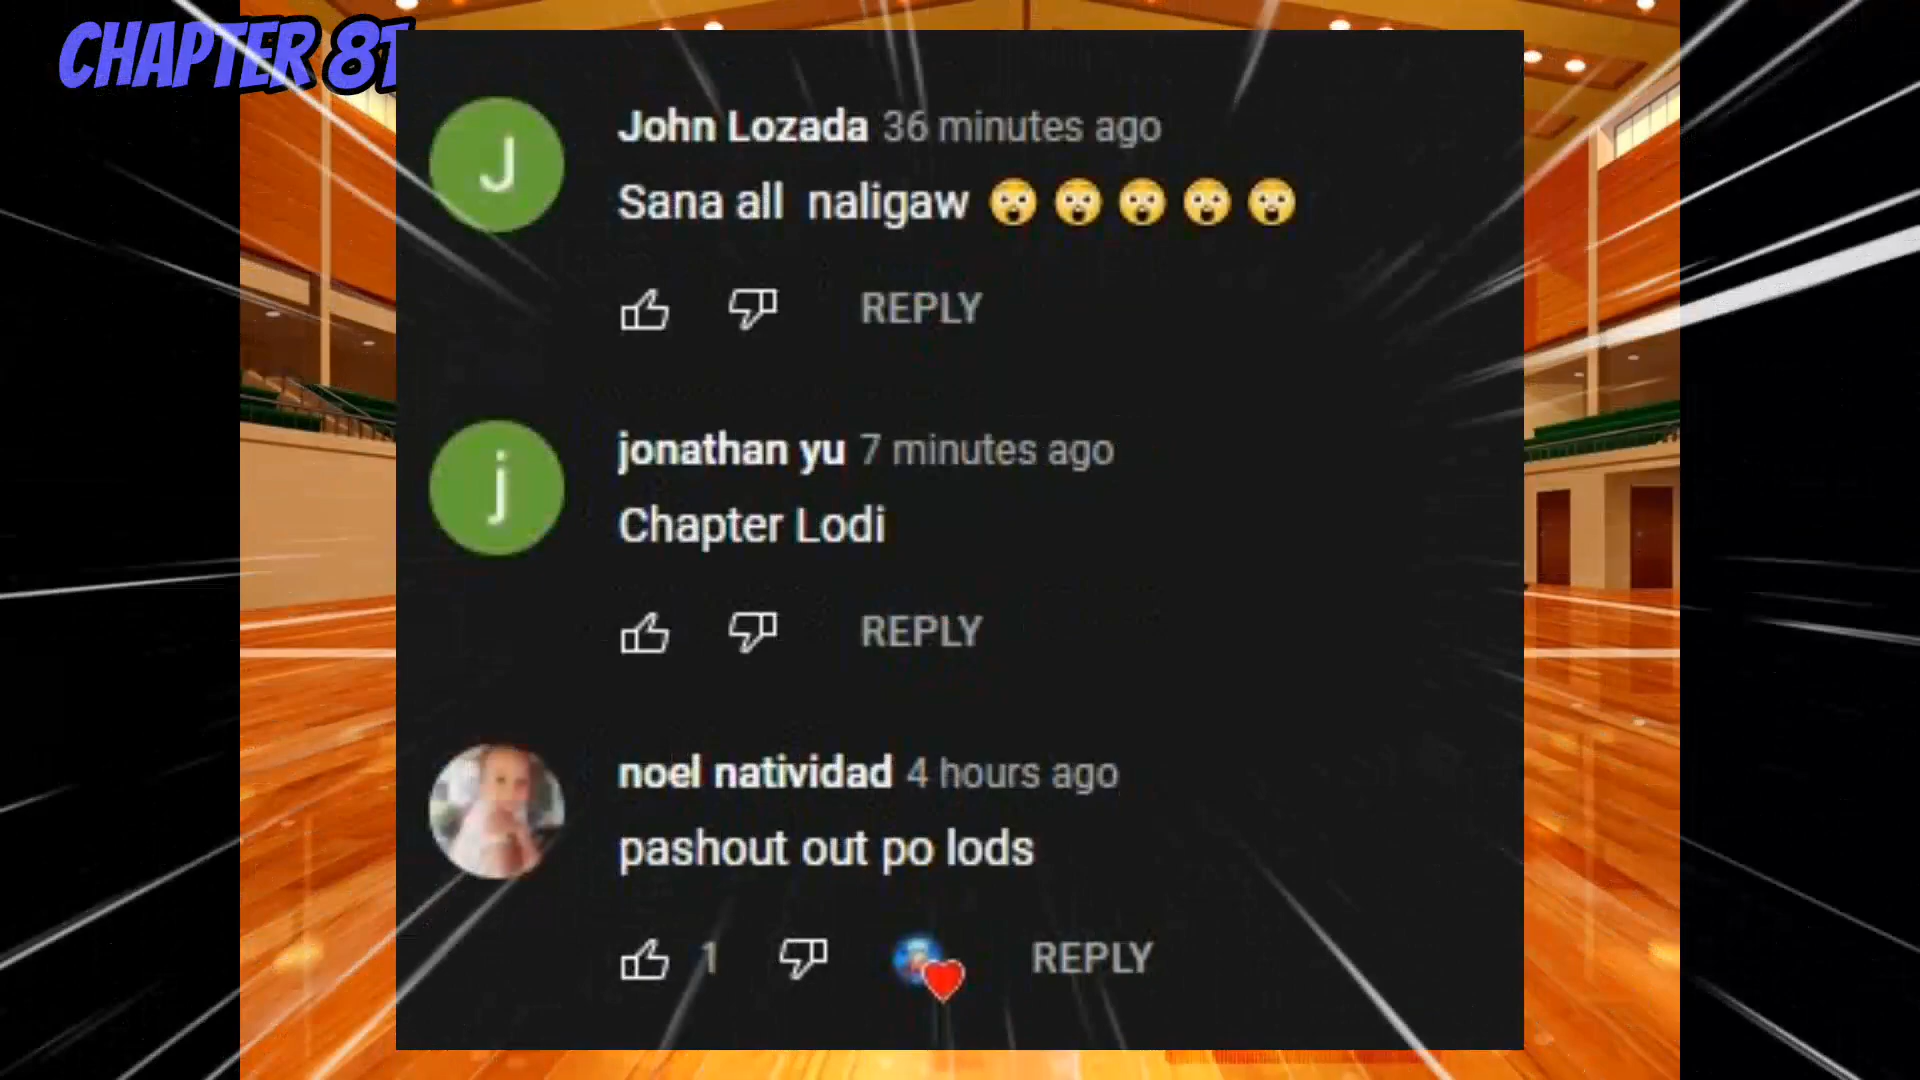 CHAPTER
John Lozada 36 minutes ago
Sana all naligaw 😲😲😲😲😲
REPLY
jonathan yu 7 minutes ago
Chapter Lodi
REPLY
noel natividad 4 hours ago
pashout out po lods
1 REPLY